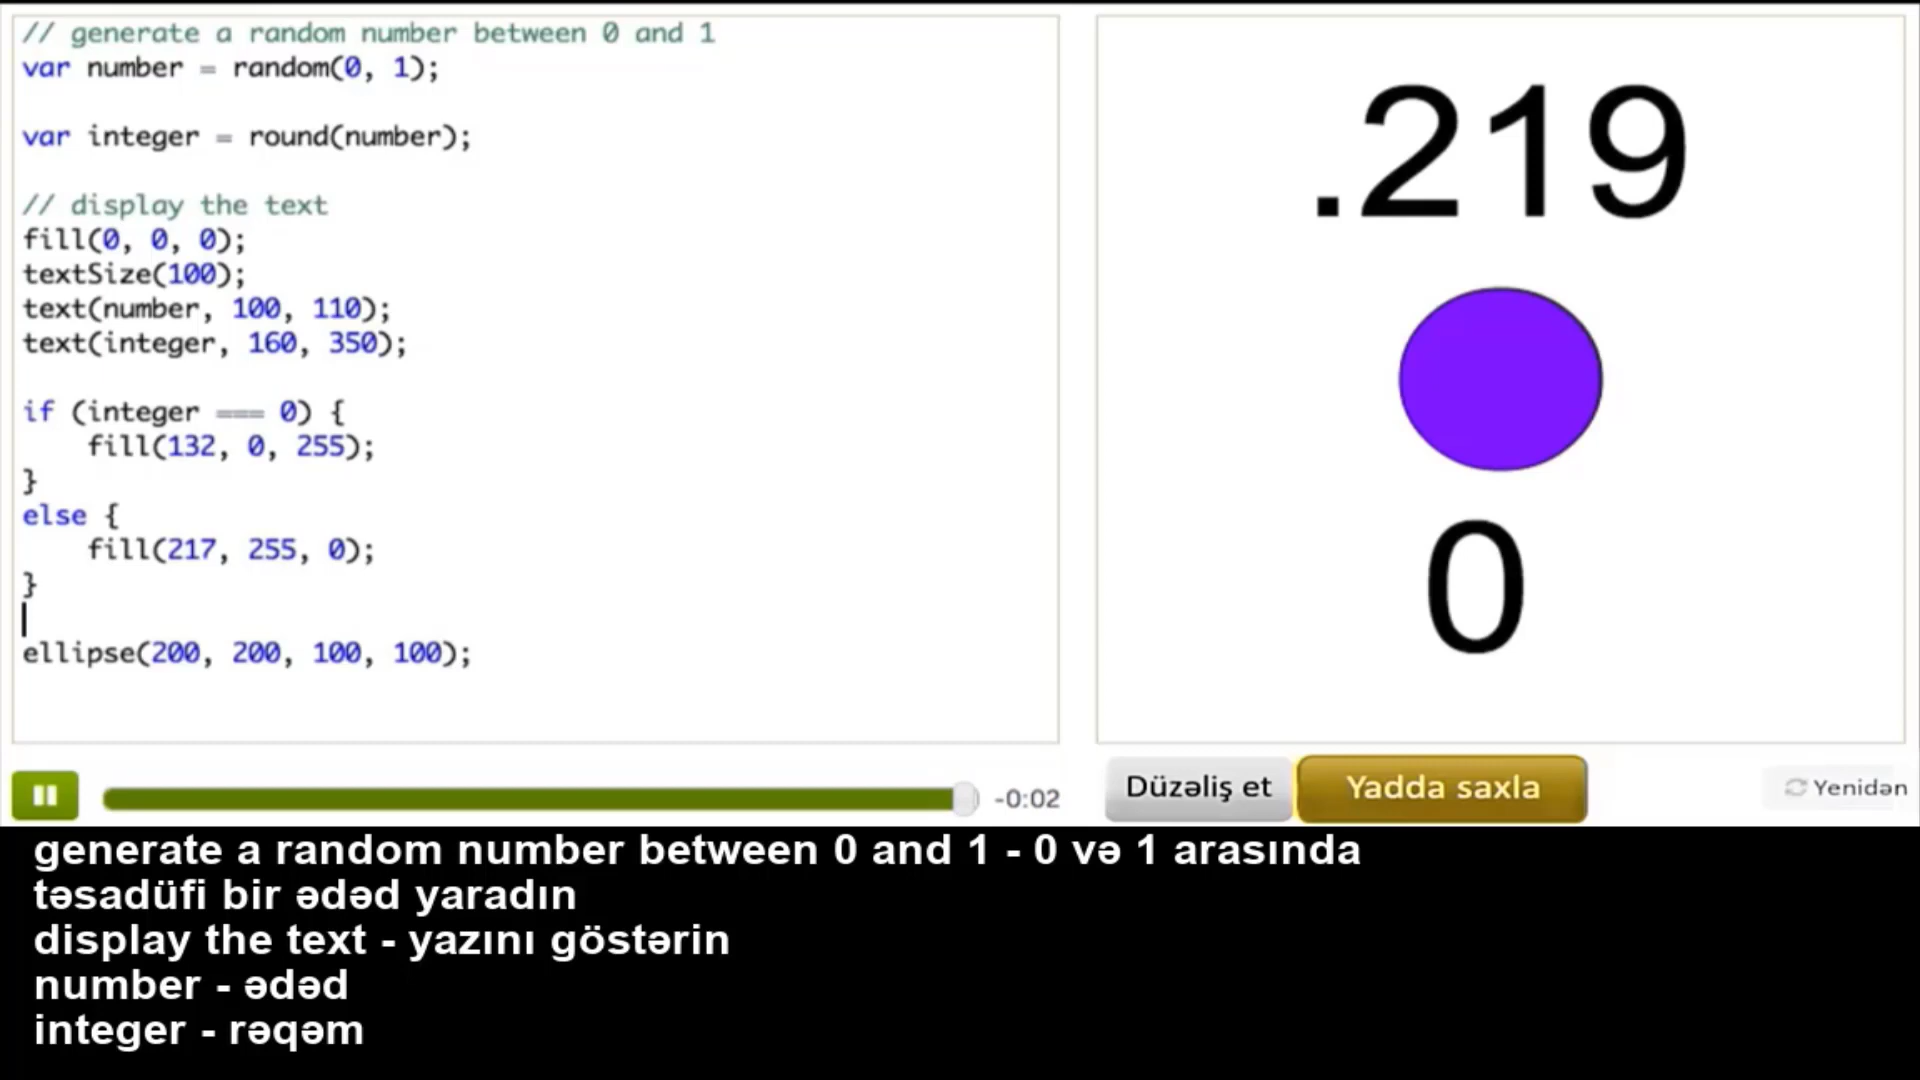 // generate a random number between 0 and 1
var number = random(0, 1);
var integer = round(number);
// display the text
fill(0, 0, 0);
textSize(100);
text(number, 100, 110);
text(integer, 160, 350);
if (integer === 0) {
fill(132, 0, 255);
}
else {
fill(217, 255, 0);
}
ellipse(200, 200, 100, 100);
.219
0
-0:02
Düzəliş et
Yadda saxla
Yenidən
generate a random number between 0 and 1 - 0 və 1 arasında
təsadüfi bir ədəd yaradın
display the text - yazını göstərin
number - ədəd
integer - rəqəm